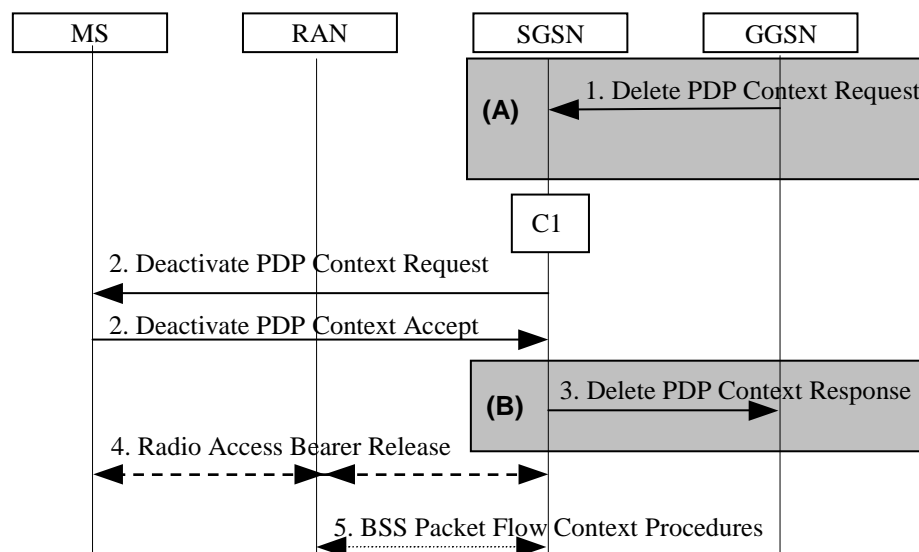 MS
RAN
SGSN
GGSN
(A)
1. Delete PDP Context Request
C1
2. Deactivate PDP Context Request
2. Deactivate PDP Context Accept
(B)
3. Delete PDP Context Response
4. Radio Access Bearer Release
5. BSS Packet Flow Context Procedures